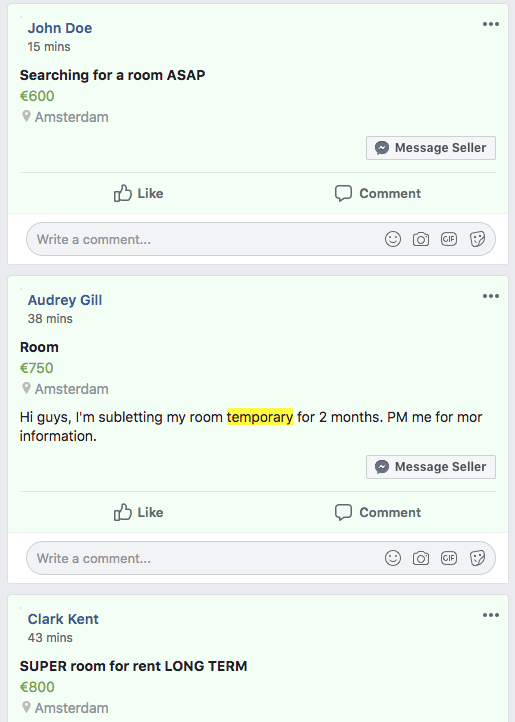 John Doe
15 mins
Searching for a room ASAP
€600
Amsterdam
Message Seller
Like Comment
Write a comment... GIF
Audrey Gill
38 mins
Room
€750
Amsterdam
Hi guys, I'm subletting my room temporary for 2 months. PM me for mor
information.
Message Seller
Like Comment
Write a comment... GIF
Clark Kent
43 mins
SUPER room for rent LONG TERM
€800
Amsterdam